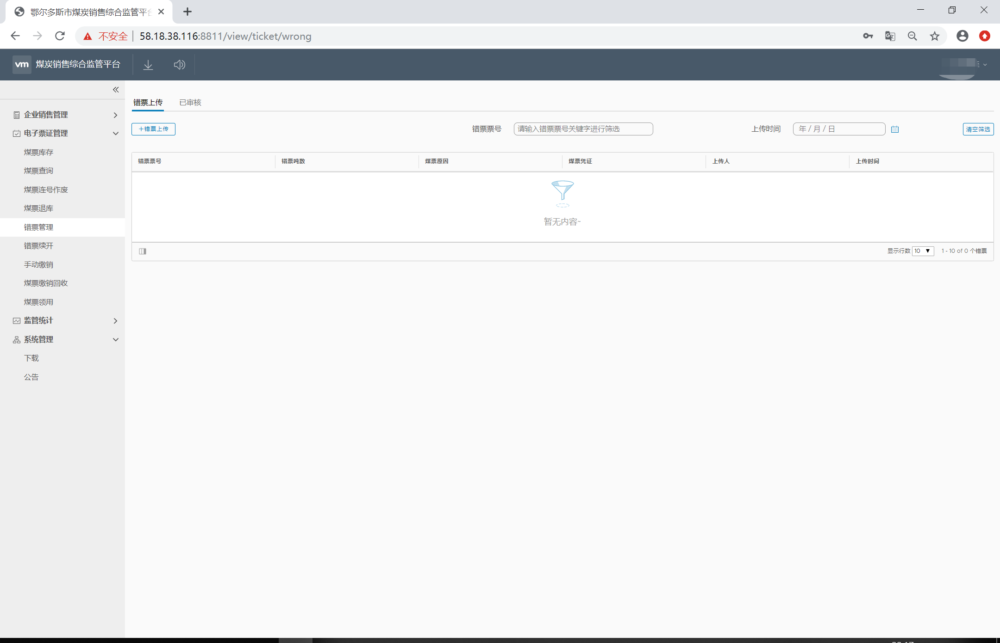 鄂尔多斯市煤炭销售综合监管平台
不安全 58.18.38.116:8811/view/ticket/wrong
vm 煤炭销售综合监管平台
错票上传 已审核
企业销售管理
电子票证管理
煤票库存
煤票查询
煤票连号作废
煤票退库
错票管理
错票续开
手动缴销
煤票缴销回收
煤票领用
监管统计
系统管理
下载
公告
+错票上传 错票票号 请输入错票票号关键字进行筛选 上传时间 年 / 月 / 日 清空筛选
错票票号 错票吨数 煤票原因 煤票凭证 上传人 上传时间
暂无内容~
显示行数 10 1 - 10 of 0 个错票